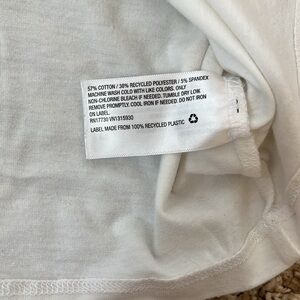 57% COTTON / 38% RECYCLED POLYESTER / 5% SPANDEX
MACHINE WASH COLD WITH LIKE COLORS. ONLY
NON-CHLORINE BLEACH IF NEEDED. TUMBLE DRY LOW.
REMOVE PROMPTLY. COOL IRON IF NEEDED. DO NOT IRON
ON LABEL.
RN17730 VN1315930
LABEL MADE FROM 100% RECYCLED PLASTIC